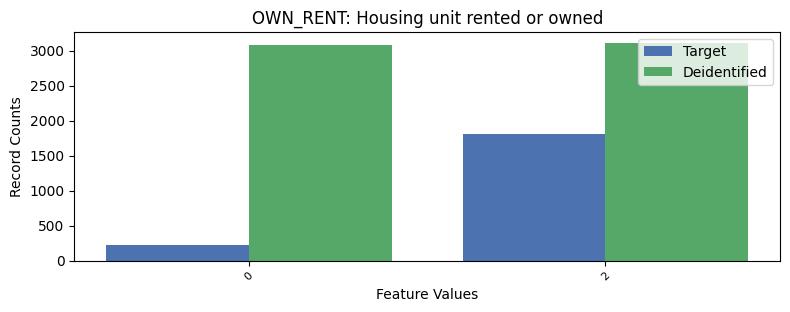 OWN_RENT: Housing unit rented or owned
Target
Deidentified
Record Counts
3000
2500
2000
1500
1000
500
0
0
2
Feature Values